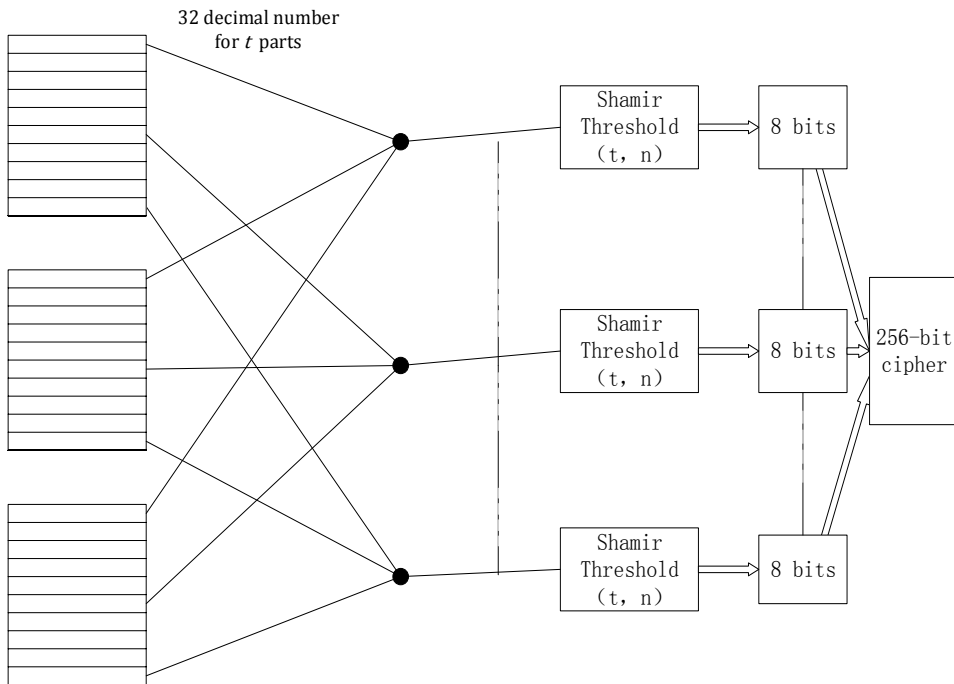 32 decimal number
for t parts
Shamir
Threshold
(t, n)
8 bits
Shamir
Threshold
(t, n)
8 bits
256-bit
cipher
Shamir
Threshold
(t, n)
8 bits